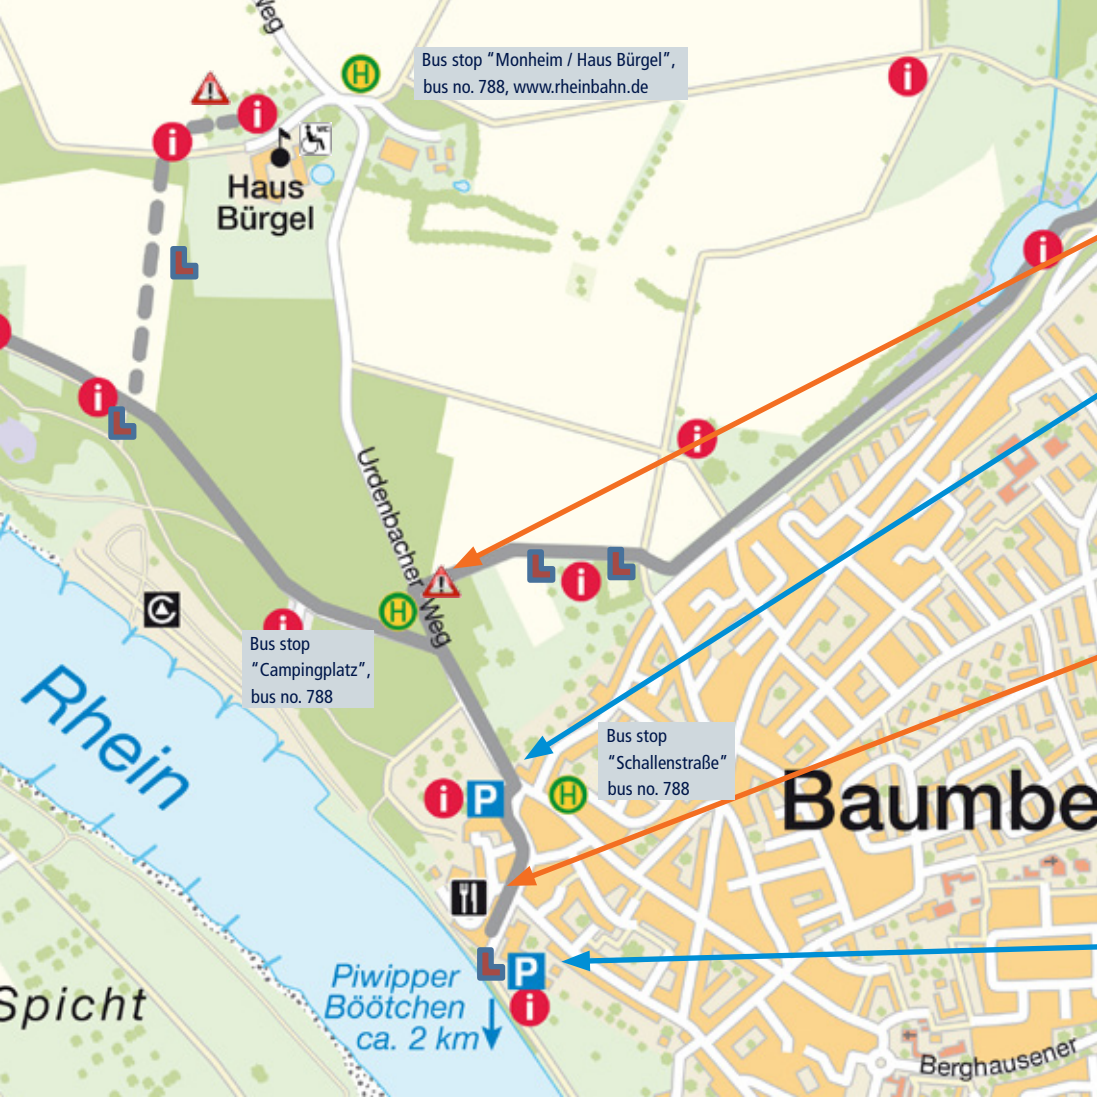 Weg
H
Bus stop “Monheim / Haus Bürgel”,
bus no. 788, www.rheinbahn.de
i
!
i
i
WC
Haus
Bürgel
L
i
i
L
i
Urdenbacher Weg
!
L
i
L
H
i
Bus stop
“Campingplatz”,
bus no. 788
Rhein
Bus stop
“Schallenstraße”
bus no. 788
i
P
H
Baumbe
L
P
i
Piwipper
Böötchen
ca. 2 km
Spicht
Berghausener